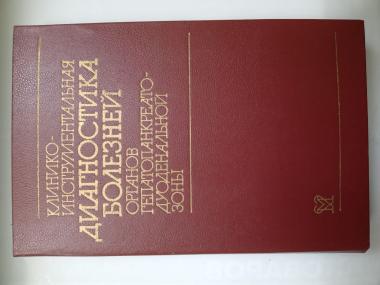 КЛИНИКО-
ИНСТРУМЕНТАЛЬНАЯ
ДИАГНОСТИКА
БОЛЕЗНЕЙ
ОРГАНОВ
ГЕПАТОПАНКРЕАТО-
ДУОДЕНАЛЬНОЙ
ЗОНЫ